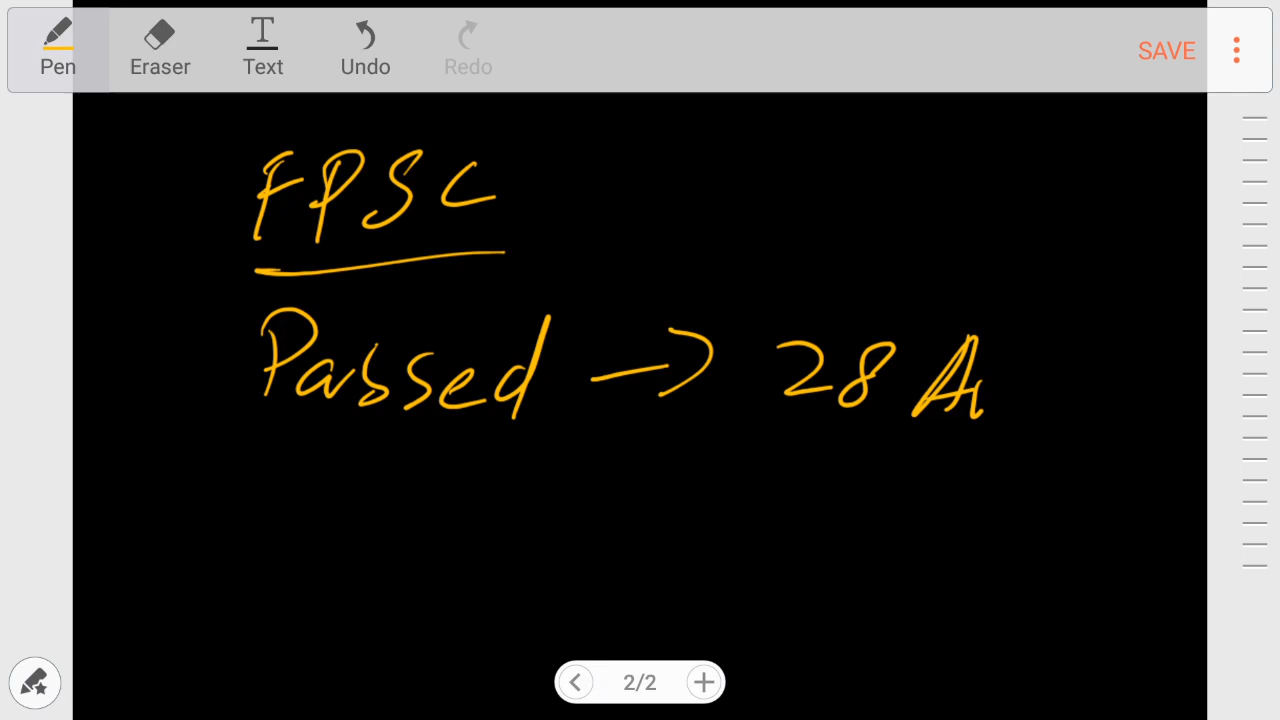 Pen Eraser Text Undo Redo SAVE
FPSC
Passed → 28 A
2/2